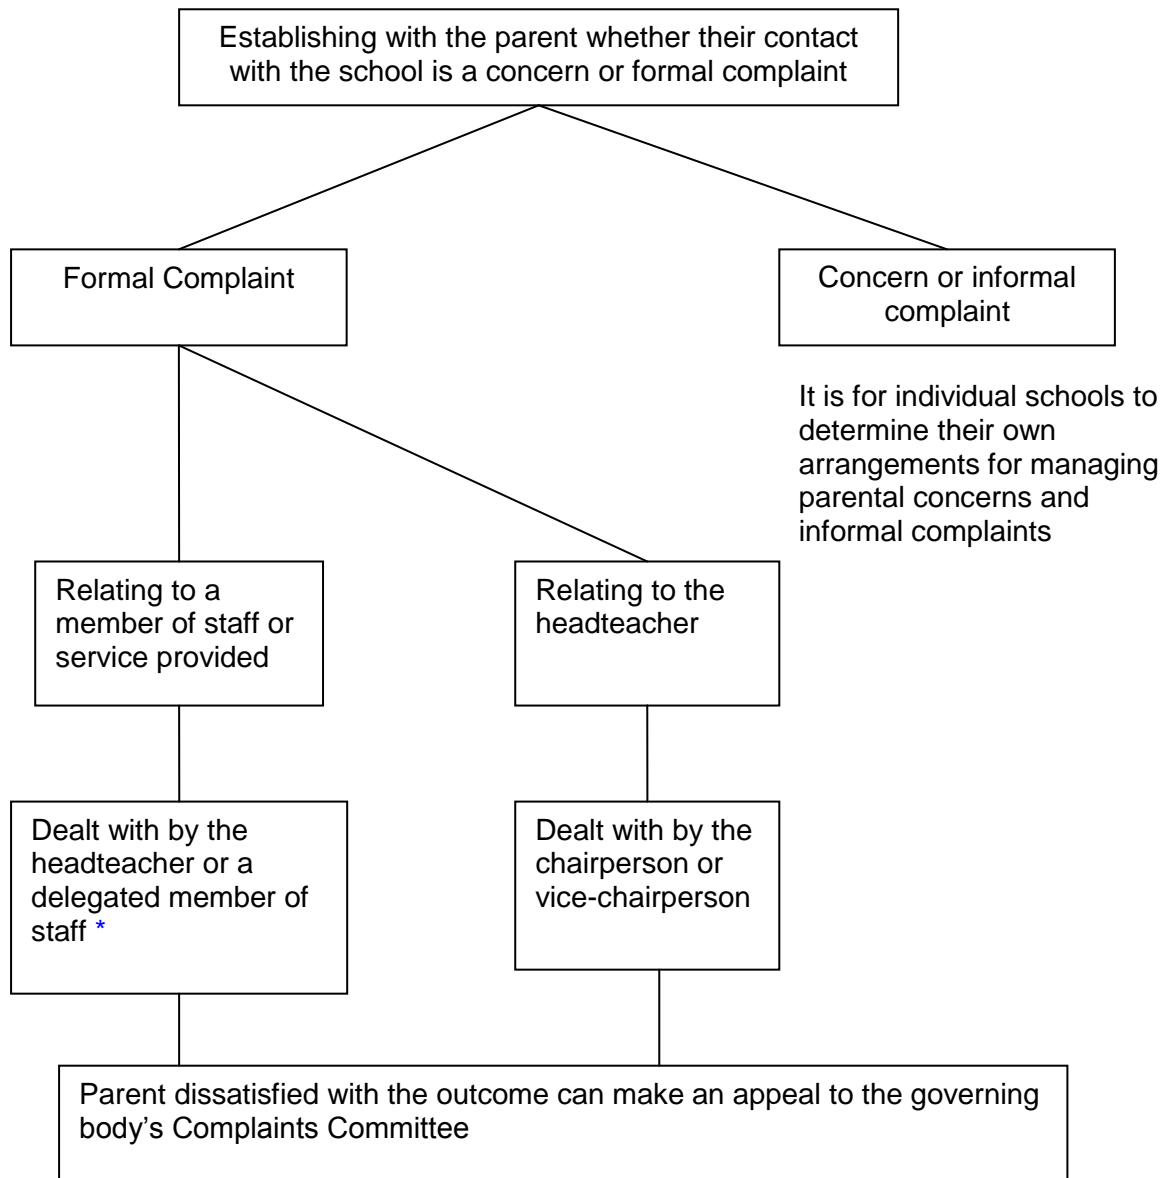 Establishing with the parent whether their contact
with the school is a concern or formal complaint
Formal Complaint
Concern or informal
complaint
It is for individual schools to
determine their own
arrangements for managing
parental concerns and
informal complaints
Relating to a
member of staff or
service provided
Relating to the
headteacher
Dealt with by the
headteacher or a
delegated member of
staff *
Dealt with by the
chairperson or
vice-chairperson
Parent dissatisfied with the outcome can make an appeal to the governing
body’s Complaints Committee